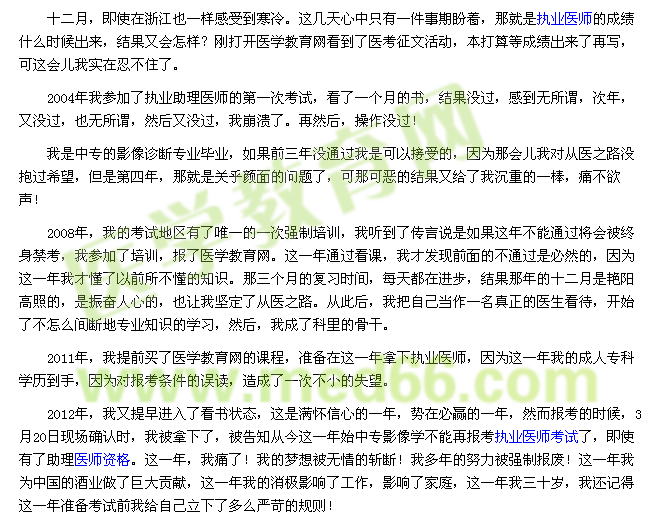 十二月，即使在浙江也一样感受到寒冷。这几天心中只有一件事期盼着，那就是执业医师的成绩
什么时候出来，结果又会怎样？刚打开医学教育网看到了医考征文活动，本打算等成绩出来了再写，
可这会儿我实在忍不住了。
2004年我参加了执业助理医师的第一次考试，看了一个月的书，结果没过，感到无所谓，次年，
又没过，也无所谓，然后又没过，我崩溃了。再然后，操作没过！
我是中专的影像诊断专业毕业，如果前三年没通过我是可以接受的，因为那会儿我对从医之路没
抱过希望，但是第四年，那就是关乎颜面的问题了，可那可恶的结果又给了我沉重的一棒，痛不欲
声！
2008年，我的考试地区有了唯一的一次强制培训，我听到了传言说是如果这年不能通过将会被终
身禁考，我参加了培训，报了医学教育网。这一年通过看课，我才发现前面的不通过是必然的，因为
这一年我才懂了以前所不懂的知识。那三个月的复习时间，每天都在进步，结果那年的十二月是艳阳
高照的，是振奋人心的，也让我坚定了从医之路。从此后，我把自己当作一名真正的医生看待，开始
了不怎么间断地专业知识的学习，然后，我成了科里的骨干。
2011年，我提前买了医学教育网的课程，准备在这一年拿下执业医师，因为这一年我的成人专科
学历到手，因为对报考条件的误读，造成了一次不小的失望。
2012年，我又提早进入了看书状态，这是满怀信心的一年，势在必赢的一年，然而报考的时候，3
月20日现场确认时，我被拿下了，被告知从今这一年始中专影像学不能再报考执业医师考试了，即使
有了助理医师资格。这一年，我痛了！我的梦想被无情的斩断！我多年的努力被强制报废！这一年我
为中国的酒业做了巨大贡献，这一年我的消极影响了工作，影响了家庭，这一年我三十岁，我还记得
这一年准备考试前我给自己立下了多么严苛的规则！
医学教育网
www.med66.com